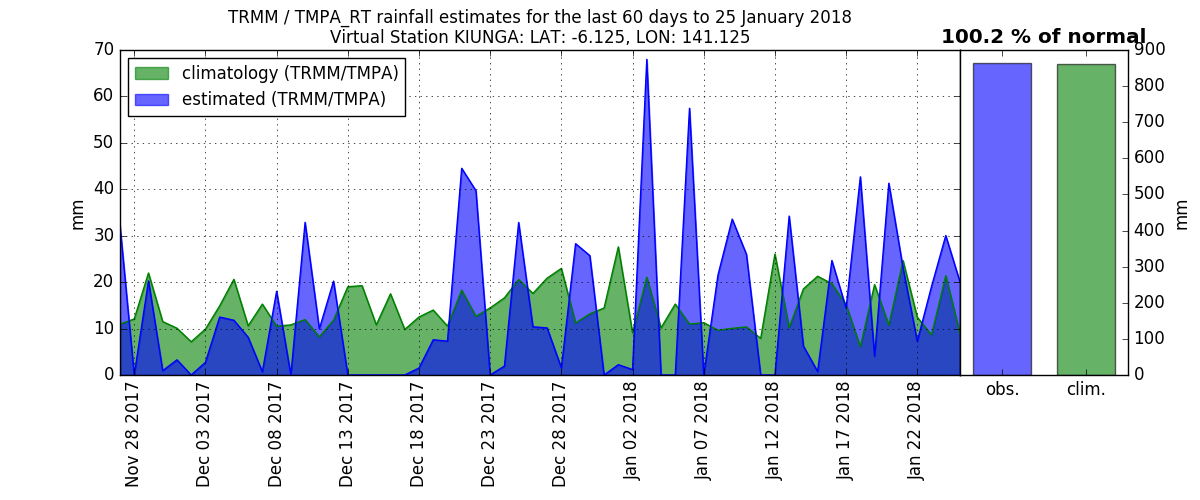 TRMM / TMPA_RT rainfall estimates for the last 60 days to 25 January 2018
Virtual Station KIUNGA: LAT: -6.125, LON: 141.125
100.2 % of normal
climatology (TRMM/TMPA)
estimated (TRMM/TMPA)
70
60
50
40
30
20
10
0
mm
Nov 28 2017
Dec 03 2017
Dec 08 2017
Dec 13 2017
Dec 18 2017
Dec 23 2017
Dec 28 2017
Jan 02 2018
Jan 07 2018
Jan 12 2018
Jan 17 2018
Jan 22 2018
obs.
clim.
900
800
700
600
500
400
300
200
100
0
mm